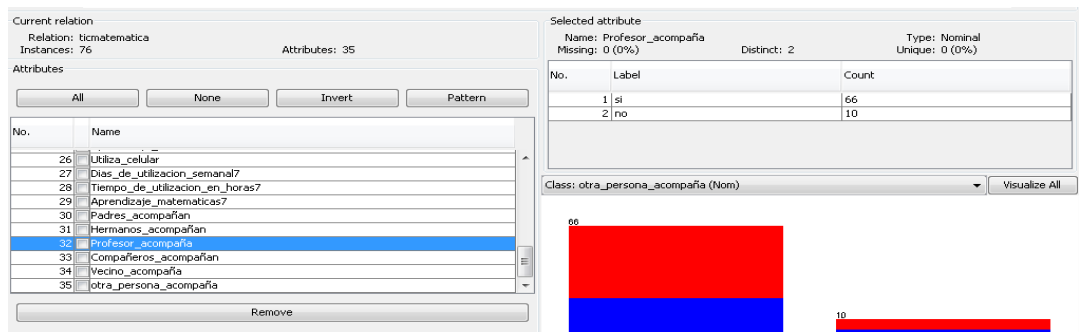 Current relation
Relation: ticmatematica
Instances: 76 Attributes: 35
Attributes
All None Invert Pattern
No. Name
26 Utiliza_celular
27 Dias_de_utilizacion_semanal7
28 Tiempo_de_utilizacion_en_horas7
29 Aprendizaje_matematicas7
30 Padres_acompañan
31 Hermanos_acompañan
32 Profesor_acompaña
33 Compañeros_acompañan
34 Vecino_acompaña
35 otra_persona_acompaña
Remove
Selected attribute
Name: Profesor_acompaña Type: Nominal
Missing: 0 (0%) Distinct: 2 Unique: 0 (0%)
No. Label Count
1 si 66
2 no 10
Class: otra_persona_acompaña (Nom) Visualize All
66
10